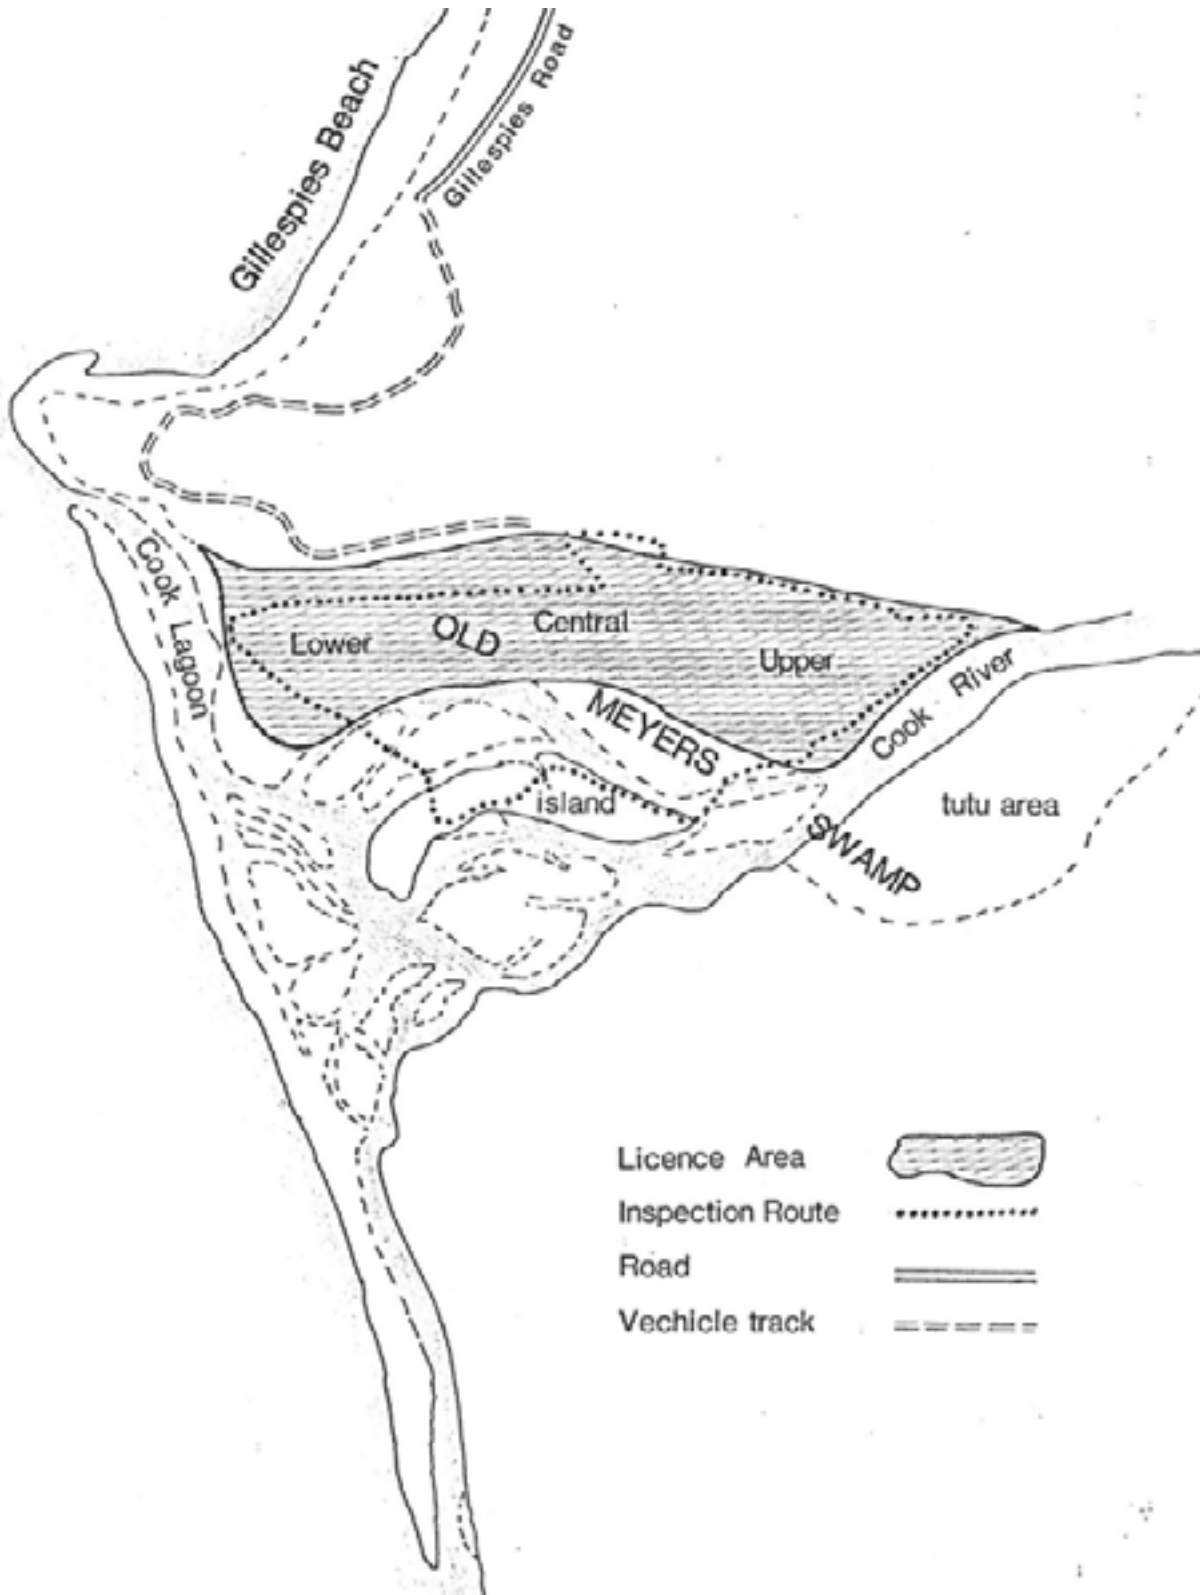 Gillespies Beach
Gillespies Road
Cook Lagoon
Lower
OLD
Central
Upper
MEYERS
Cook River
island
SWAMP
tutu area
Licence Area
Inspection Route
Road
Vechicle track